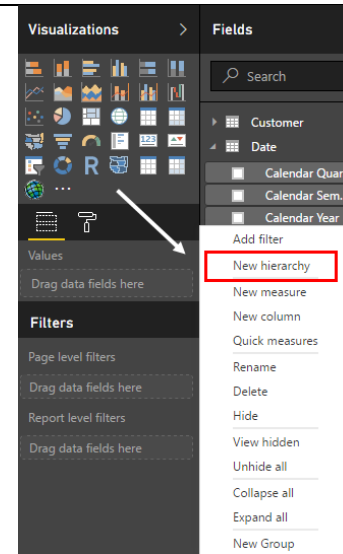 Visualizations
>
Fields
Search
Customer
Date
Calendar Quar
Calendar Sem.
Calendar Year
123
R
Values
Drag data fields here
Filters
Page level filters
Drag data fields here
Report level filters
Drag data fields here
Add filter
New hierarchy
New measure
New column
Quick measures
Rename
Delete
Hide
View hidden
Unhide all
Collapse all
Expand all
New Group